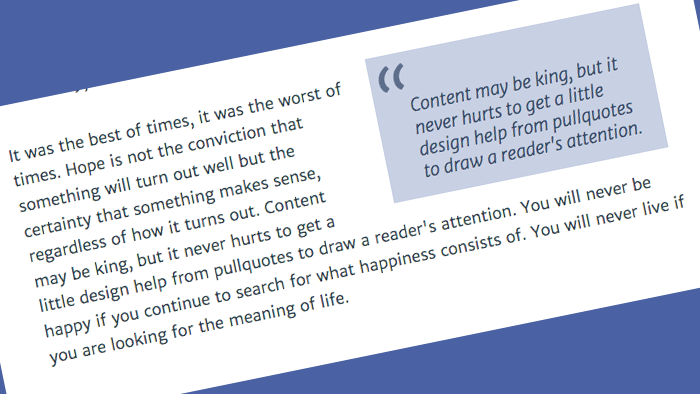 It was the best of times, it was the worst of
times. Hope is not the conviction that
something will turn out well but the
certainty that something makes sense,
regardless of how it turns out. Content
may be king, but it never hurts to get a
little design help from pullquotes to draw a reader's attention. You will never be
happy if you continue to search for what happiness consists of. You will never live if
you are looking for the meaning of life.
“
Content may be king, but it
never hurts to get a little
design help from pullquotes
to draw a reader's attention.